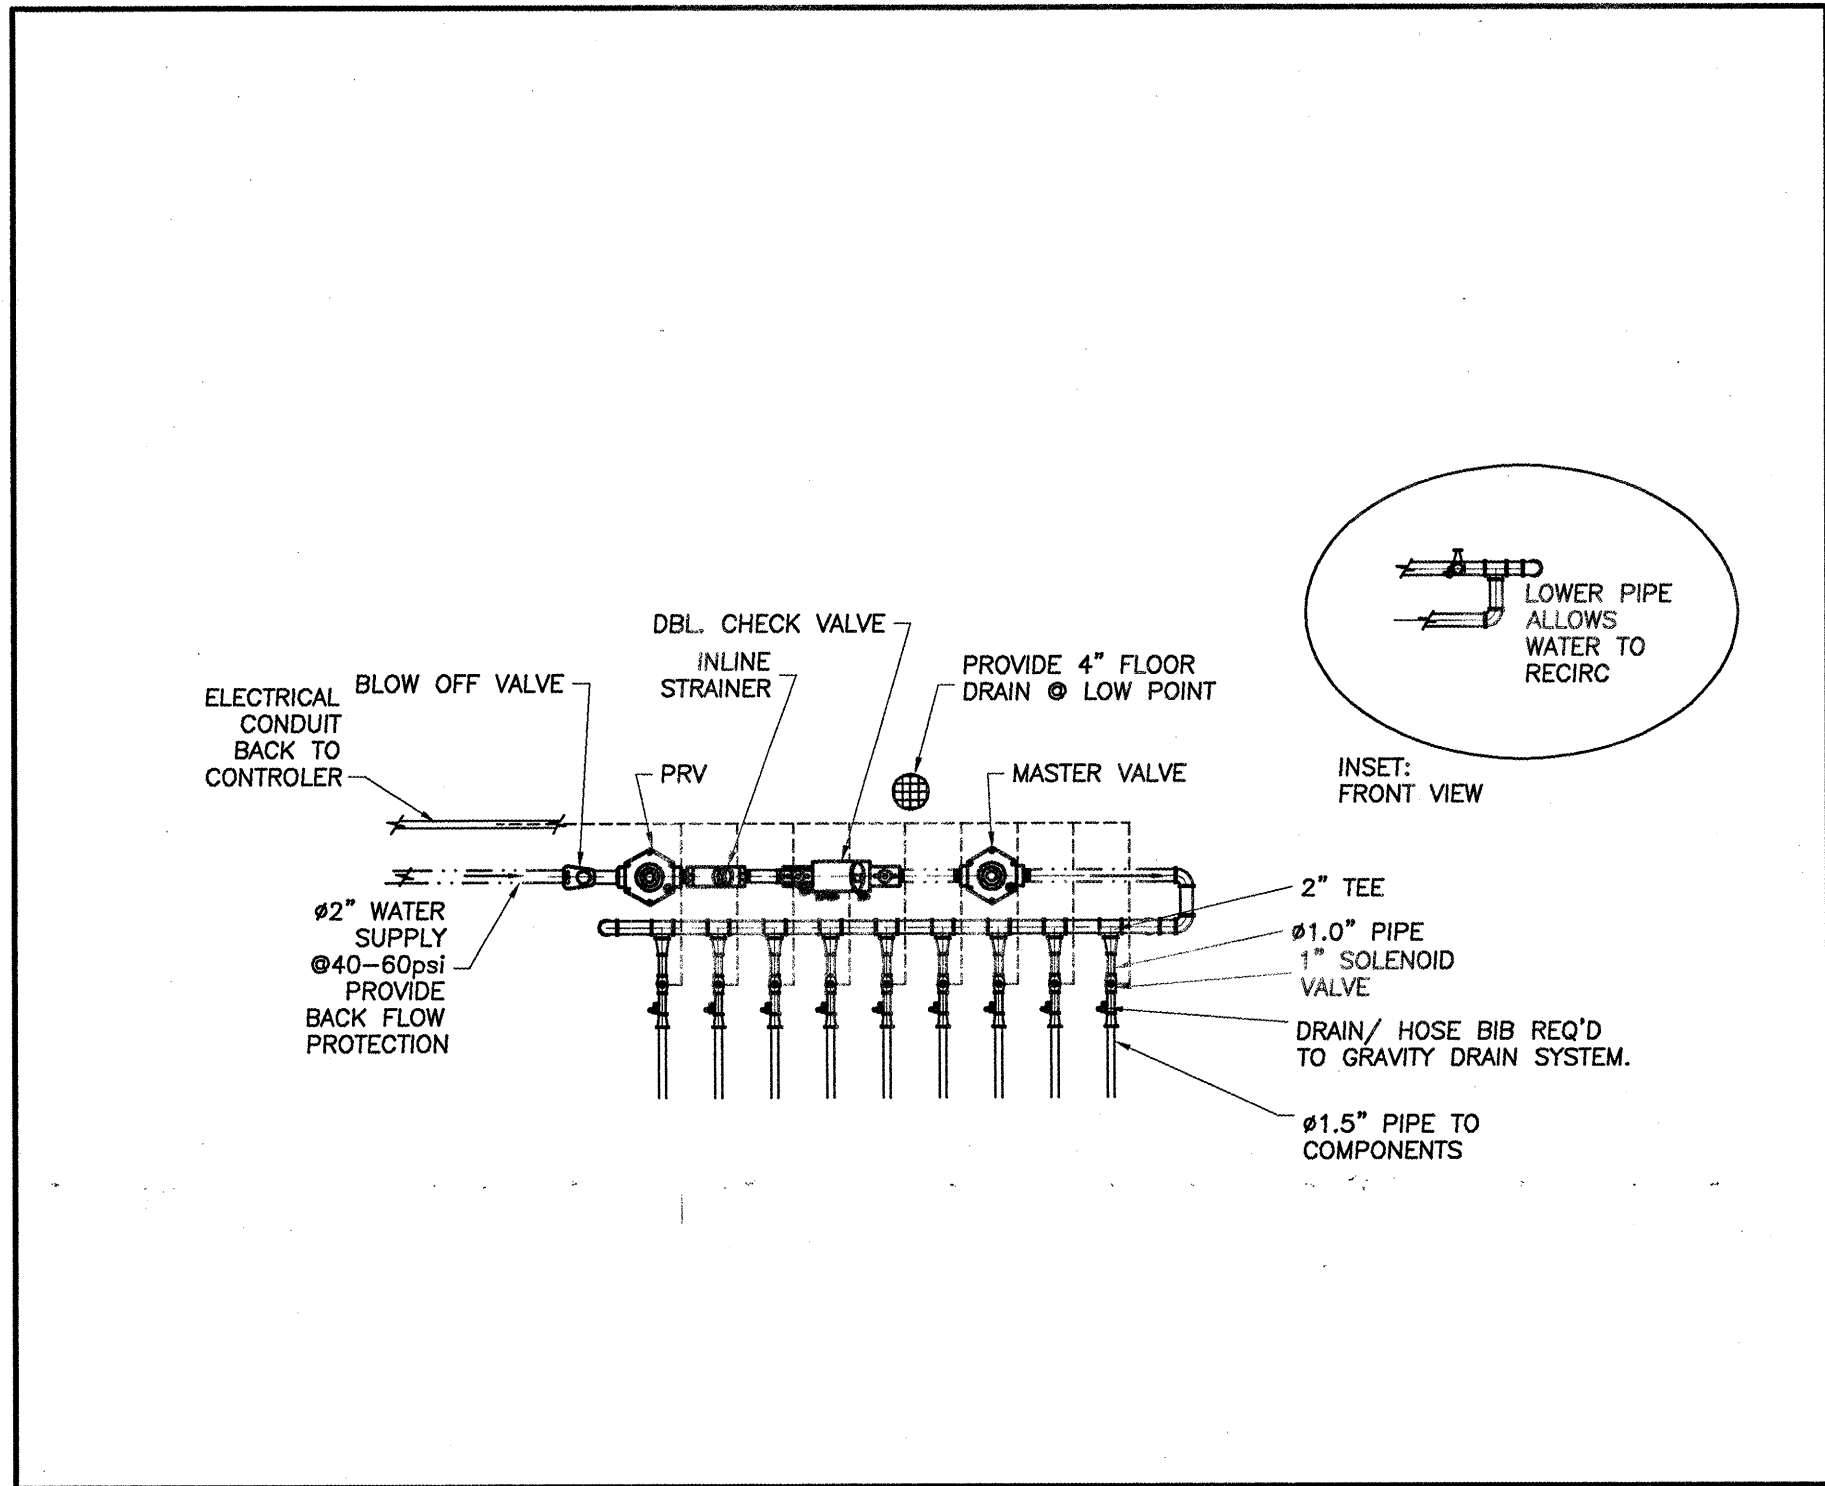 DBL. CHECK VALVE
INLINE
STRAINER
PROVIDE 4" FLOOR
DRAIN @ LOW POINT
BLOW OFF VALVE
ELECTRICAL
CONDUIT
BACK TO
CONTROLER
PRV
MASTER VALVE
LOWER PIPE
ALLOWS
WATER TO
RECIRC
INSET:
FRONT VIEW
ø2" WATER
SUPPLY
@40-60psi
PROVIDE
BACK FLOW
PROTECTION
2" TEE
ø1.0" PIPE
1" SOLENOID
VALVE
DRAIN/ HOSE BIB REQ'D
TO GRAVITY DRAIN SYSTEM.
ø1.5" PIPE TO
COMPONENTS